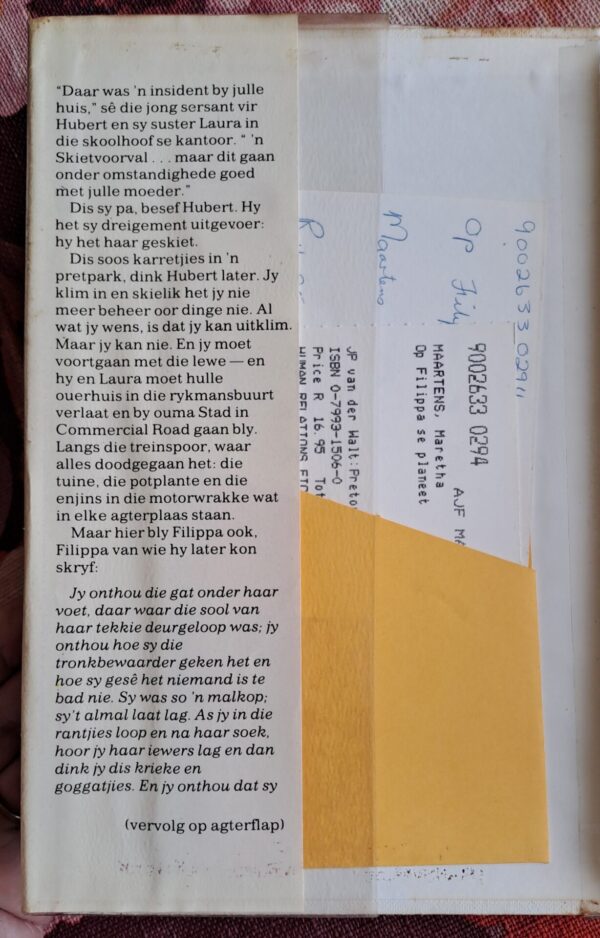 “Daar was 'n insident by julle
huis,” sê die jong sersant vir
Hubert en sy suster Laura in
die skoolhoof se kantoor. “ 'n
Skietvoorval . . . maar dit gaan
onder omstandighede goed
met julle moeder.”
Dis sy pa, besef Hubert. Hy
het sy dreigement uitgevoer:
hy het haar geskiet.
Dis soos karretjies in 'n
pretpark, dink Hubert later. Jy
klim in en skielik het jy nie
meer beheer oor dinge nie. Al
wat jy wens, is dat jy kan uitklim.
Maar jy kan nie. En jy moet
voortgaan met die lewe — en
hy en Laura moet hulle
ouerhuis in die rykmansbuurt
verlaat en by ouma Stad in
Commercial Road gaan bly.
Langs die treinspoor, waar
alles doodgegaan het: die
tuine, die potplante en die
enjins in die motorwrakke wat
in elke agterplaas staan.
Maar hier bly Filippa ook,
Filippa van wie hy later kon
skryf:
Jy onthou die gat onder haar
voet, daar waar die sool van
haar tekkie deurgeloop was; jy
onthou hoe sy die
tronkbewaarder geken het en
hoe sy gesê het niemand is te
bad nie. Sy was so 'n malkop;
sy't almal laat lag. As jy in die
rantjies loop en na haar soek,
hoor jy haar iewers lag en dan
dink jy dis krieke en
goggatjies. En jy onthou dat sy
(vervolg op agterflap)
9002633 02911
Op Fily
Maartens
9002633 0294 AJF MA
MAARTENS, Maretha
Op Filippa se planeet
JP van der Walt: Preto
ISBN 0-7993-1506-0
Price R 16.95 Tot
HUMAN RELATIONS FIC